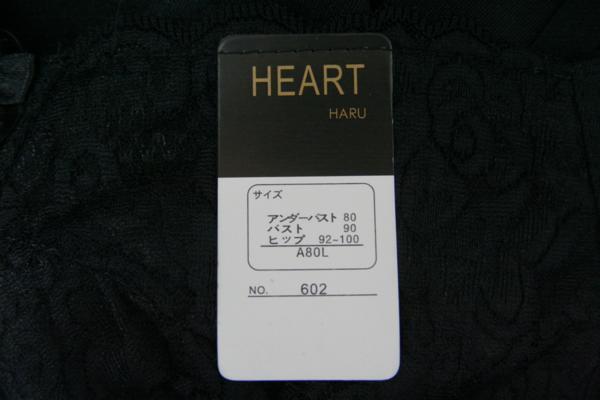 HEART
HARU
サイズ
アンダーバスト 80
バスト 90
ヒップ 92~100
A80L
NO. 602